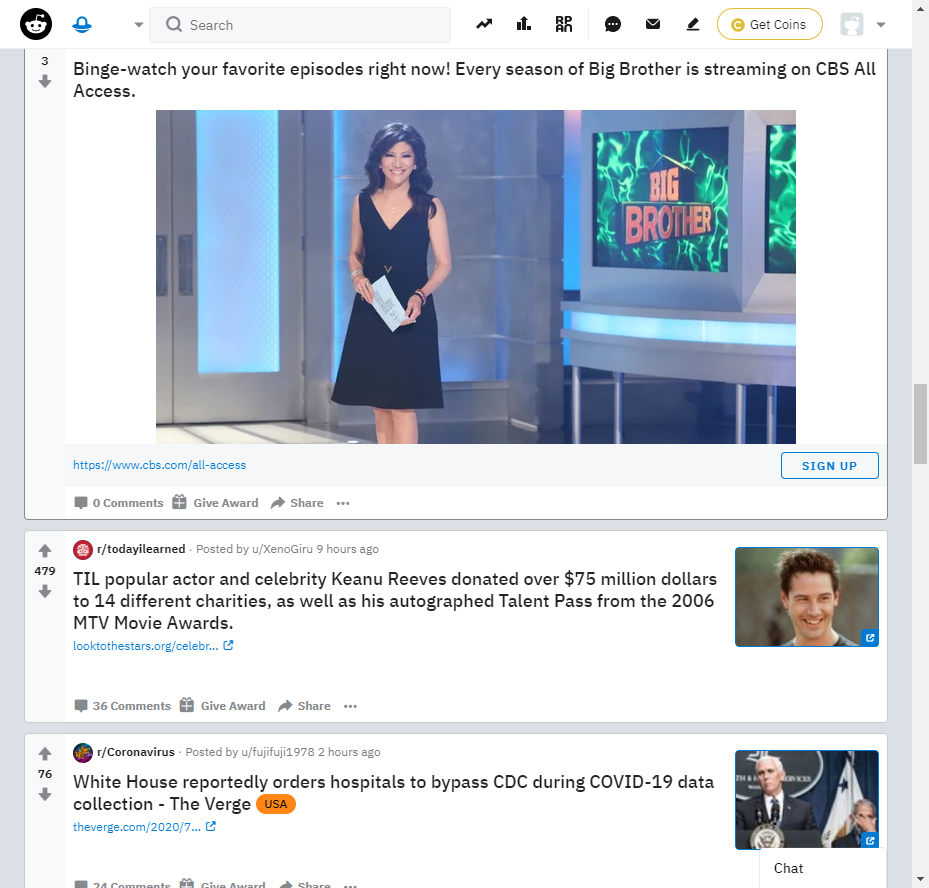 Search
Get Coins
3
Binge-watch your favorite episodes right now! Every season of Big Brother is streaming on CBS All
Access.
BIG
BROTHER
https://www.cbs.com/all-access
SIGN UP
0 Comments Give Award Share
r/todayilearned · Posted by u/XenoGiru 9 hours ago
479
TIL popular actor and celebrity Keanu Reeves donated over $75 million dollars
to 14 different charities, as well as his autographed Talent Pass from the 2006
MTV Movie Awards.
looktothestars.org/celebr...
36 Comments Give Award Share
r/Coronavirus · Posted by u/fujifuji1978 2 hours ago
76
White House reportedly orders hospitals to bypass CDC during COVID-19 data
collection - The Verge USA
theverge.com/2020/7...
24 Comments Give Award Share
Chat